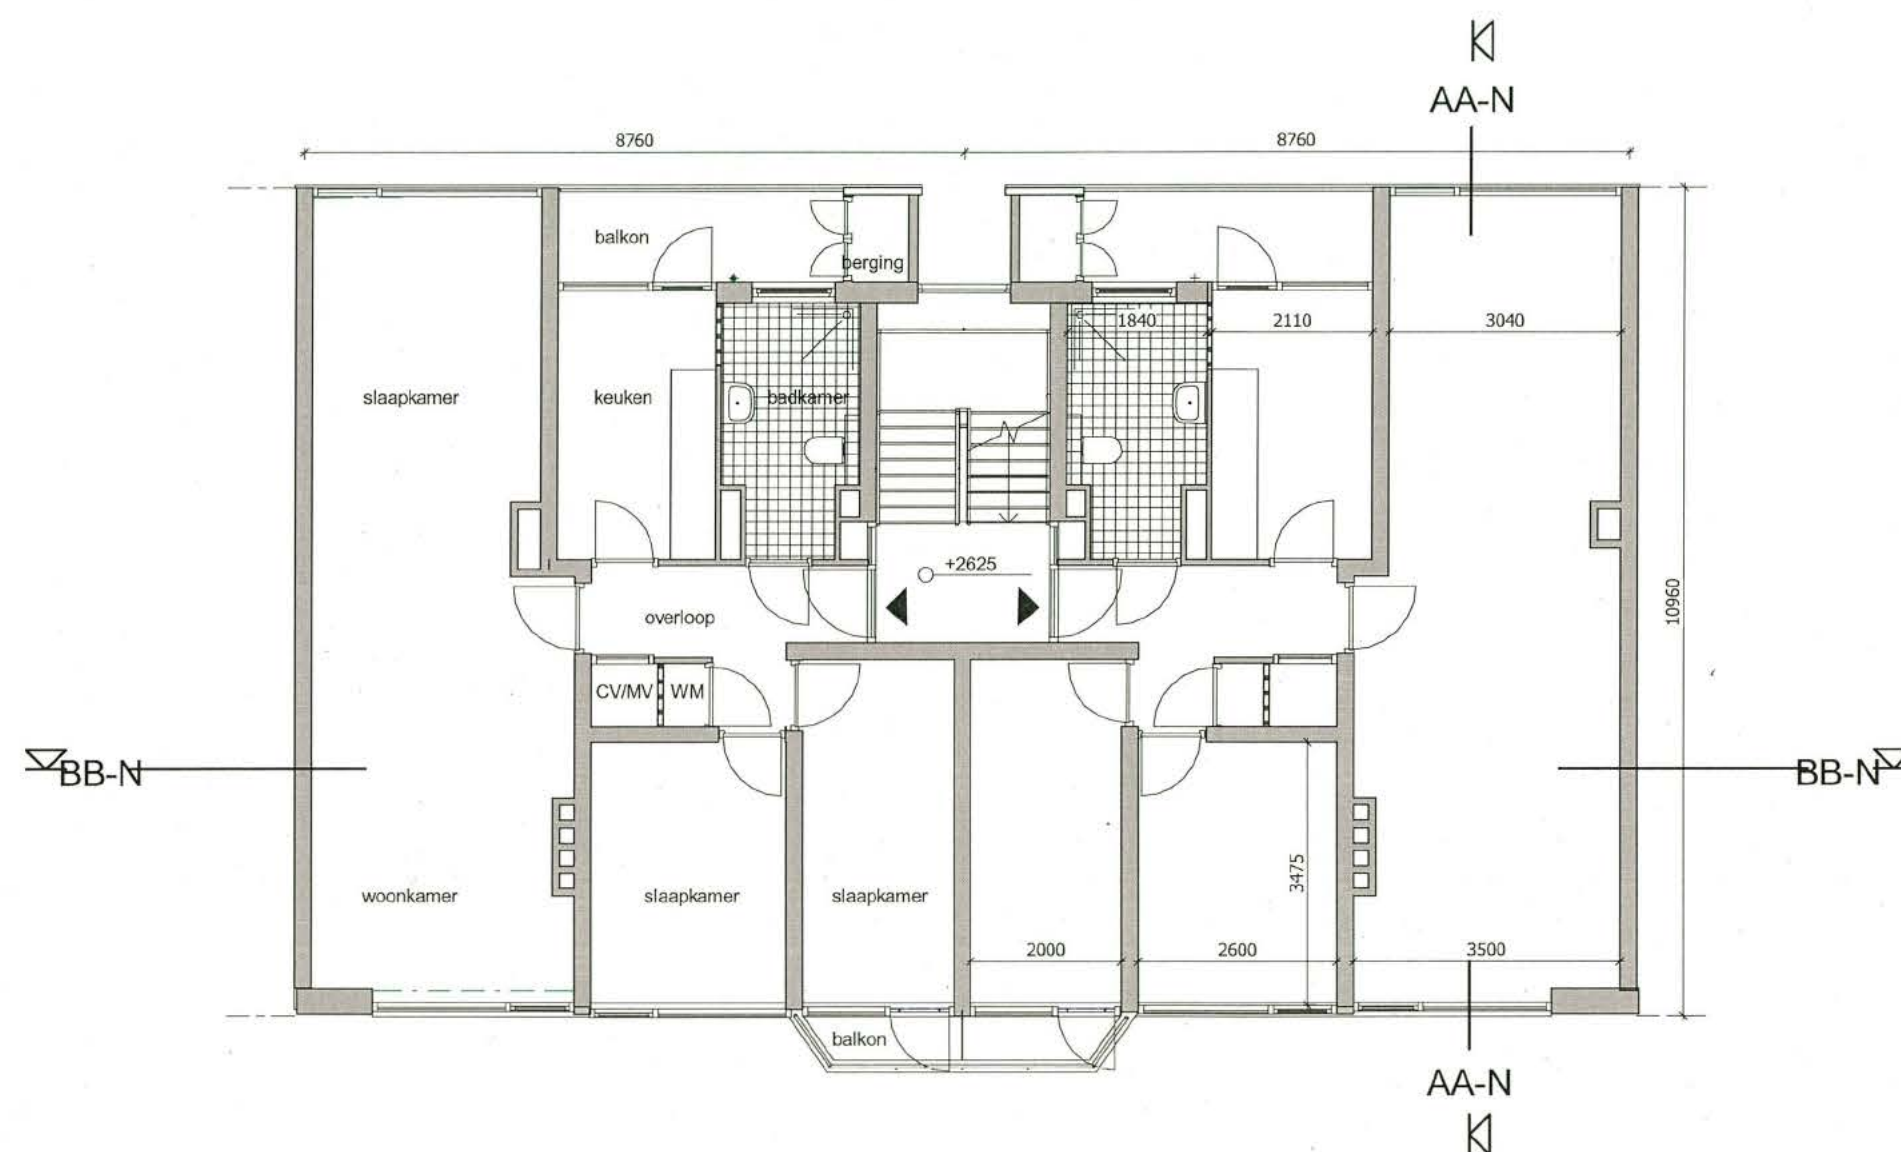 AA-N
8760
8760
balkon
berging
1840
2110
3040
slaapkamer
keuken
badkamer
+2625
overloop
10960
CV/MV
WM
BB-N
BB-N
3475
woonkamer
slaapkamer
slaapkamer
2000
2600
3500
balkon
AA-N